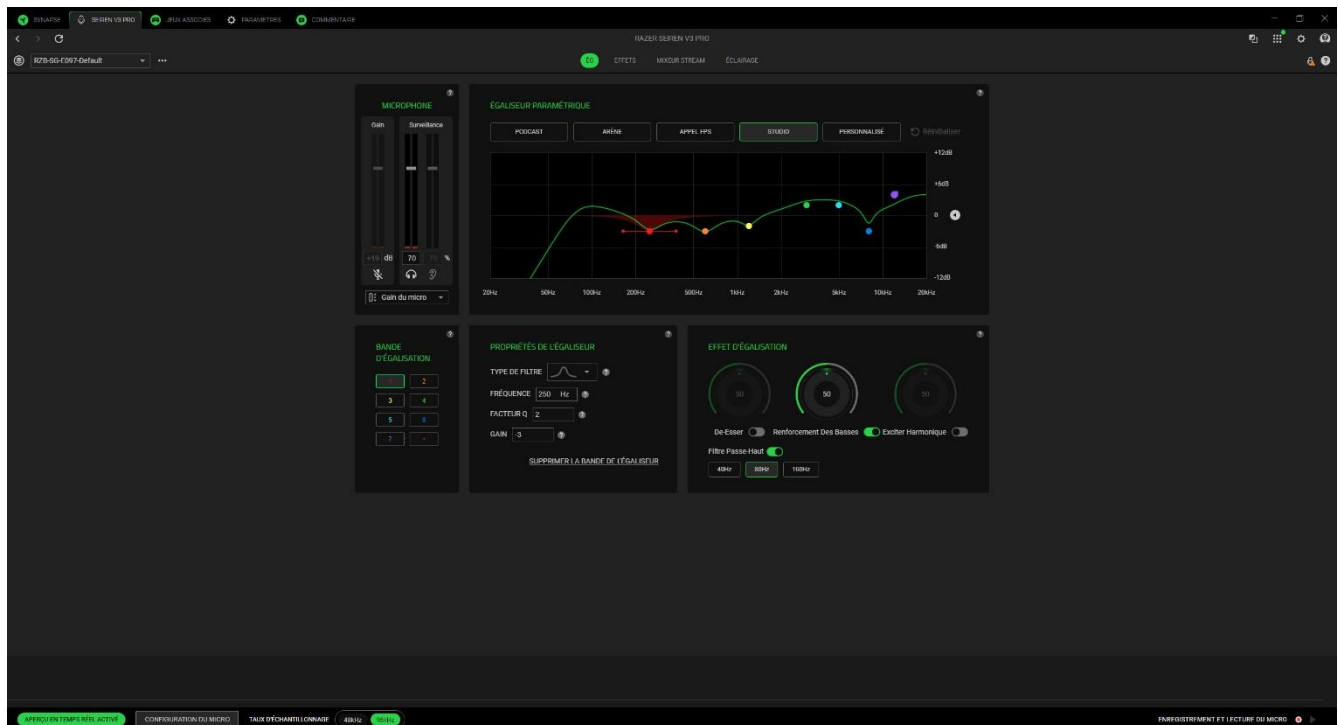 SYNAPSE
SEIREN V3 PRO
JEUX ASSOCIÉS
PARAMÈTRES
COMMENTAIRE
RAZER SEIREN V3 PRO
RZB-SG-E097-Default
ÉG
EFFETS
MIXEUR STREAM
ÉCLAIRAGE
MICROPHONE
Gain
Surveillance
+19 dB
70
70 %
Gain du micro
ÉGALISEUR PARAMÉTRIQUE
PODCAST
ARÈNE
APPEL FPS
STUDIO
PERSONNALISÉ
Réinitialiser
+12dB
+6dB
0
-6dB
-12dB
20Hz
50Hz
100Hz
200Hz
500Hz
1kHz
2kHz
5kHz
10kHz
20kHz
BANDE
D'ÉGALISATION
1 2
3 4
5 6
7 +
PROPRIÉTÉS DE L'ÉGALISEUR
TYPE DE FILTRE
FRÉQUENCE 250 Hz
FACTEUR Q 2
GAIN -3
SUPPRIMER LA BANDE DE L'ÉGALISEUR
EFFET D'ÉGALISATION
50
50
50
De-Esser
Renforcement Des Basses
Exciter Harmonique
Filtre Passe-Haut
40Hz
80Hz
160Hz
APERÇU EN TEMPS RÉEL ACTIVÉ
CONFIGURATION DU MICRO
TAUX D'ÉCHANTILLONNAGE
48kHz
96kHz
ENREGISTREMENT ET LECTURE DU MICRO